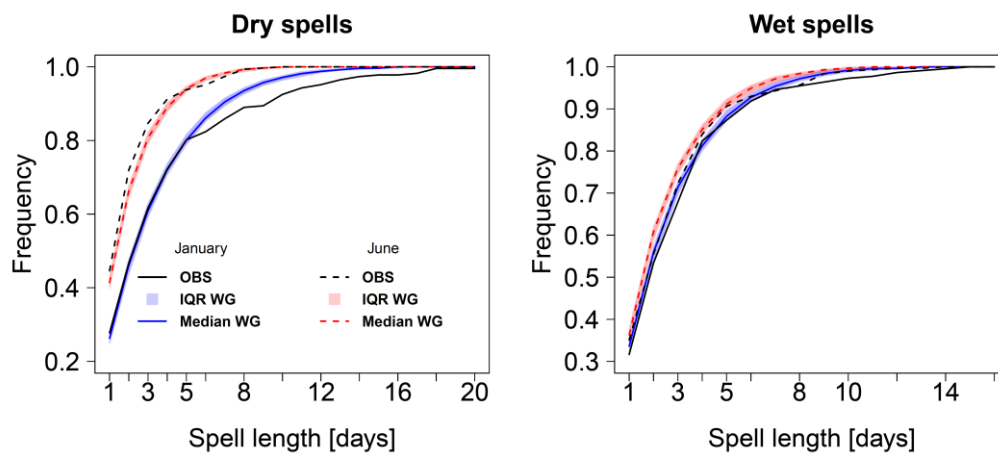 Dry spells
1.0
0.8
0.6
0.4
0.2
Frequency
January
June
OBS
OBS
IQR WG
IQR WG
Median WG
Median WG
1 3 5 8 12 16 20
Spell length [days]
Wet spells
1.0
0.9
0.8
0.7
0.6
0.5
0.4
0.3
Frequency
1 3 5 8 10 14
Spell length [days]